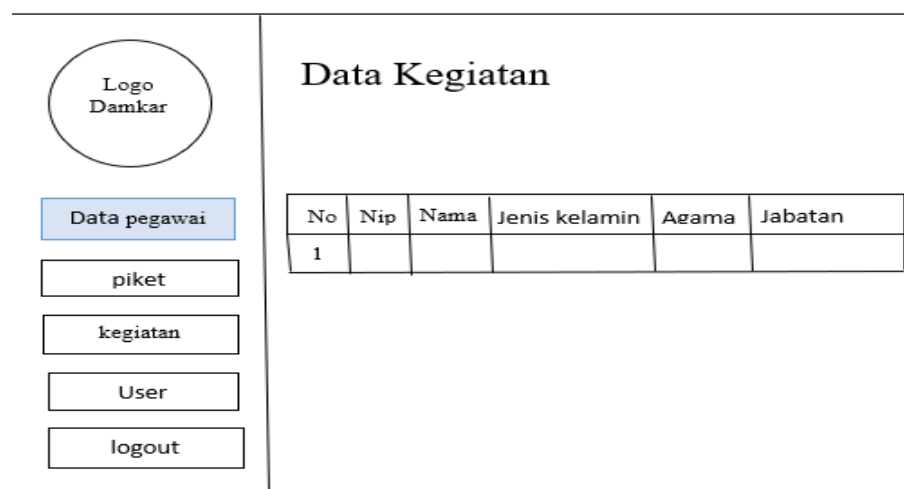 Logo
Damkar
Data Kegiatan
Data pegawai
piket
kegiatan
User
logout
No Nip Nama Jenis kelamin Agama Jabatan
1